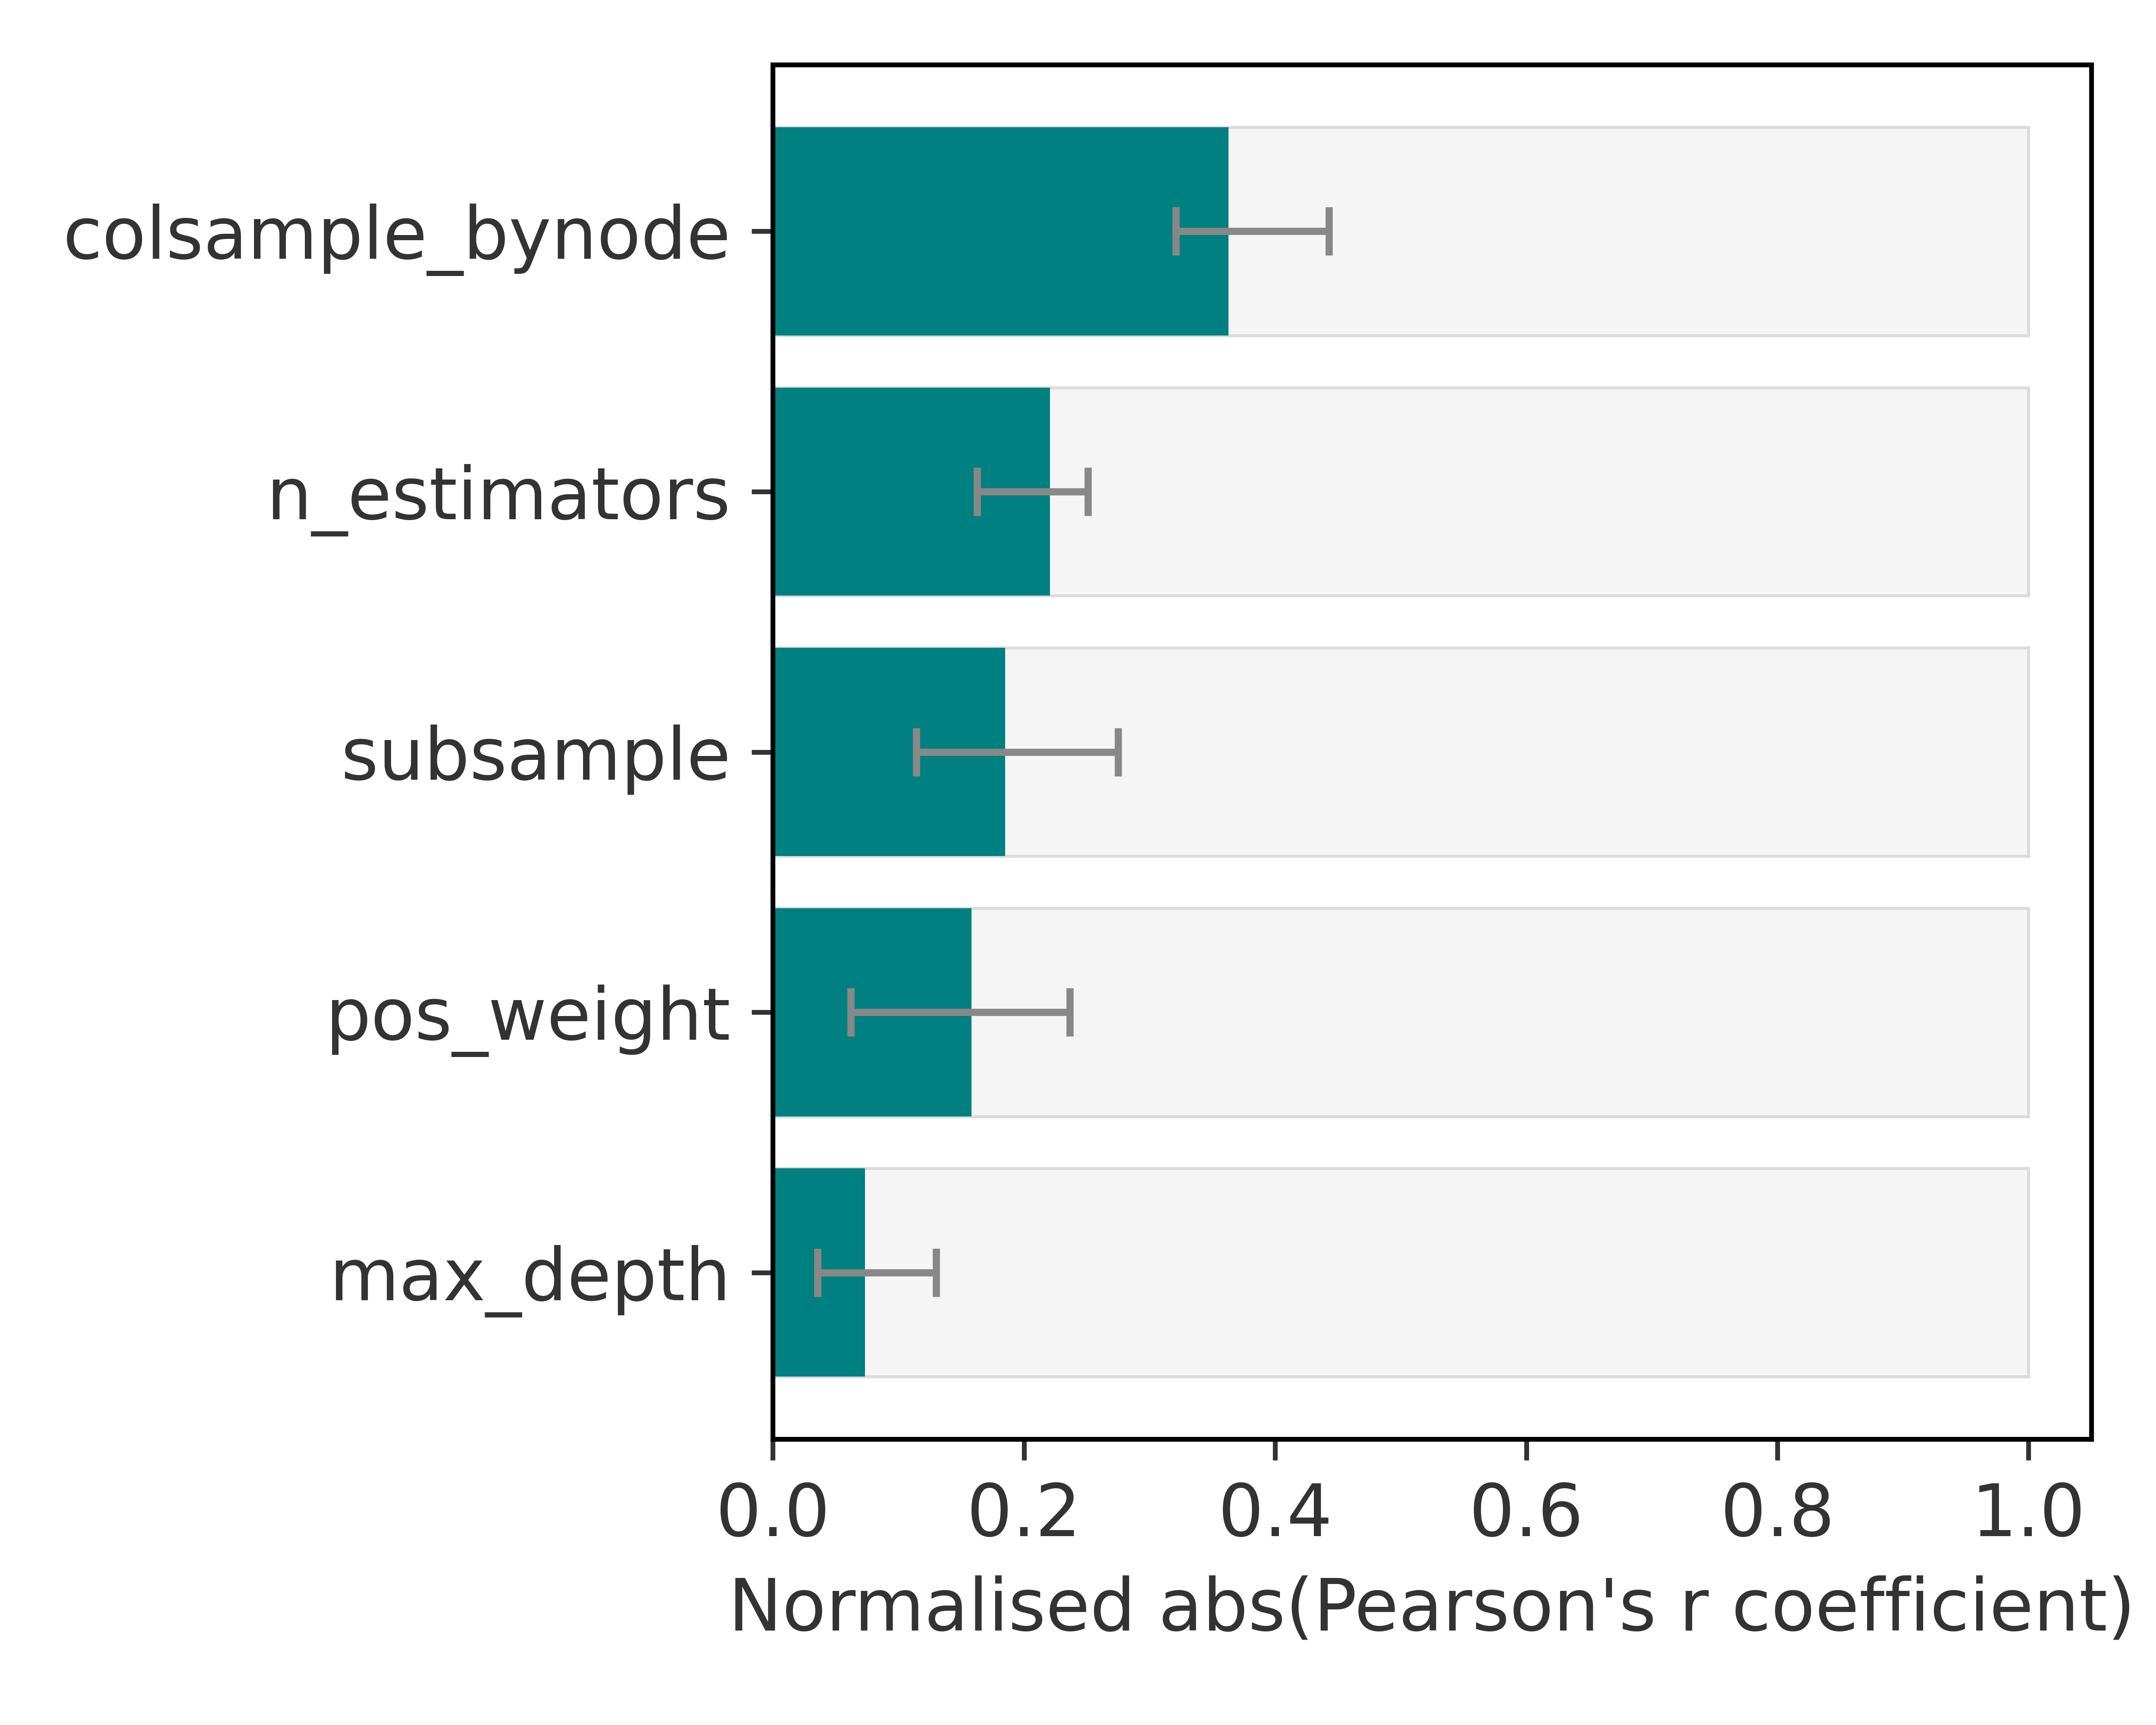 colsample_bynode
n_estimators
subsample
pos_weight
max_depth
0.0 0.2 0.4 0.6 0.8 1.0
Normalised abs(Pearson's r coefficient)